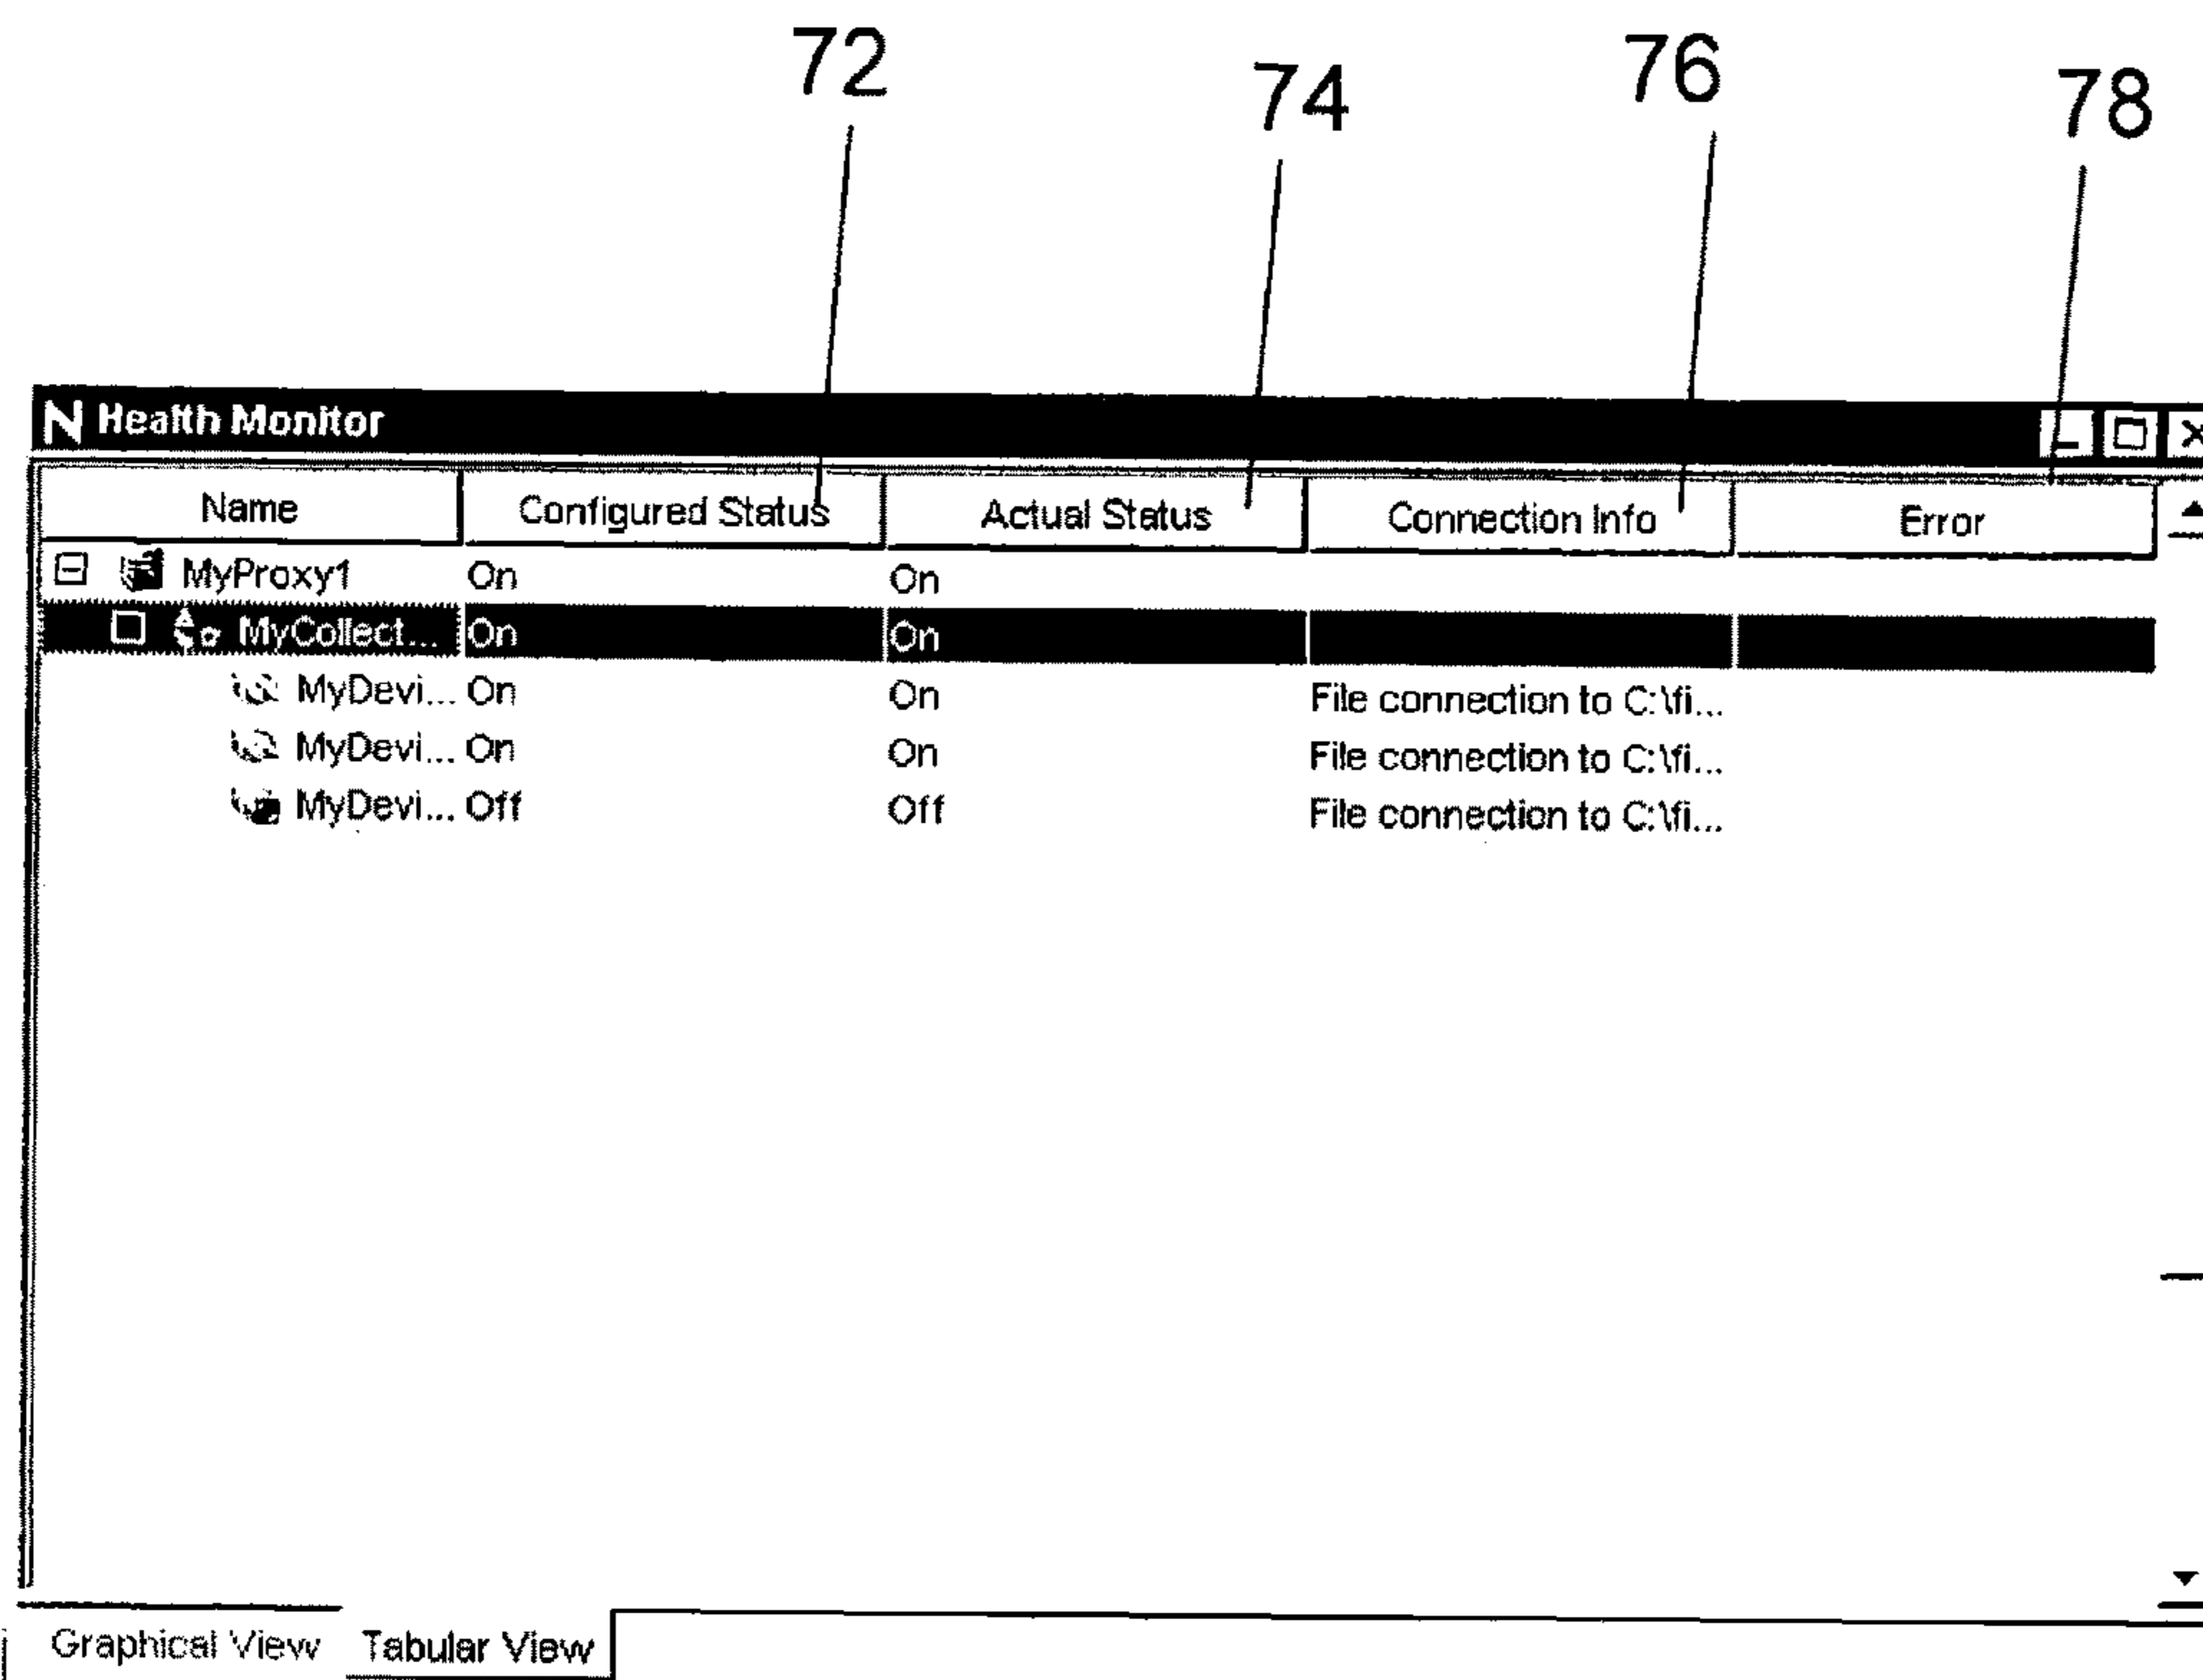 72 74 76 78
N Health Monitor
Name Configured Status Actual Status Connection Info Error
MyProxy1 On On
MyCollect... On On
MyDevi... On On File connection to C:\fi...
MyDevi... On On File connection to C:\fi...
MyDevi... Off Off File connection to C:\fi...
Graphical View Tabular View